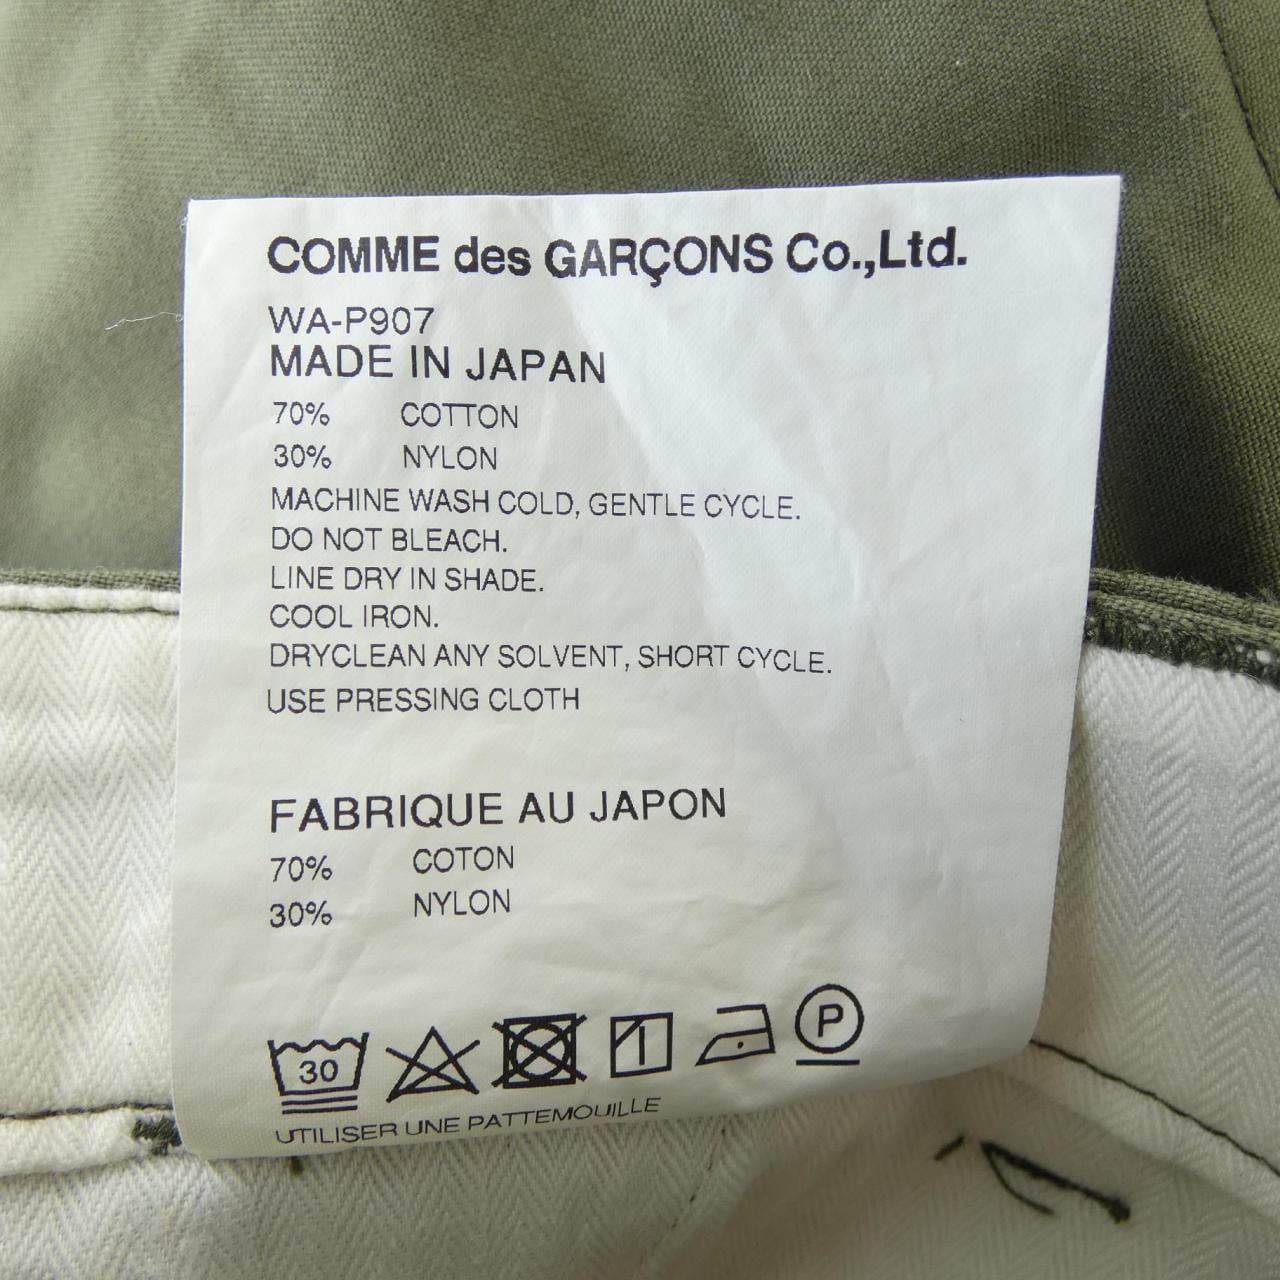 COMME des GARÇONS Co.,Ltd.
WA-P907
MADE IN JAPAN
70% COTTON
30% NYLON
MACHINE WASH COLD, GENTLE CYCLE.
DO NOT BLEACH.
LINE DRY IN SHADE.
COOL IRON.
DRYCLEAN ANY SOLVENT, SHORT CYCLE.
USE PRESSING CLOTH
FABRIQUE AU JAPON
70% COTON
30% NYLON
30 P
UTILISER UNE PATTEMOUILLE